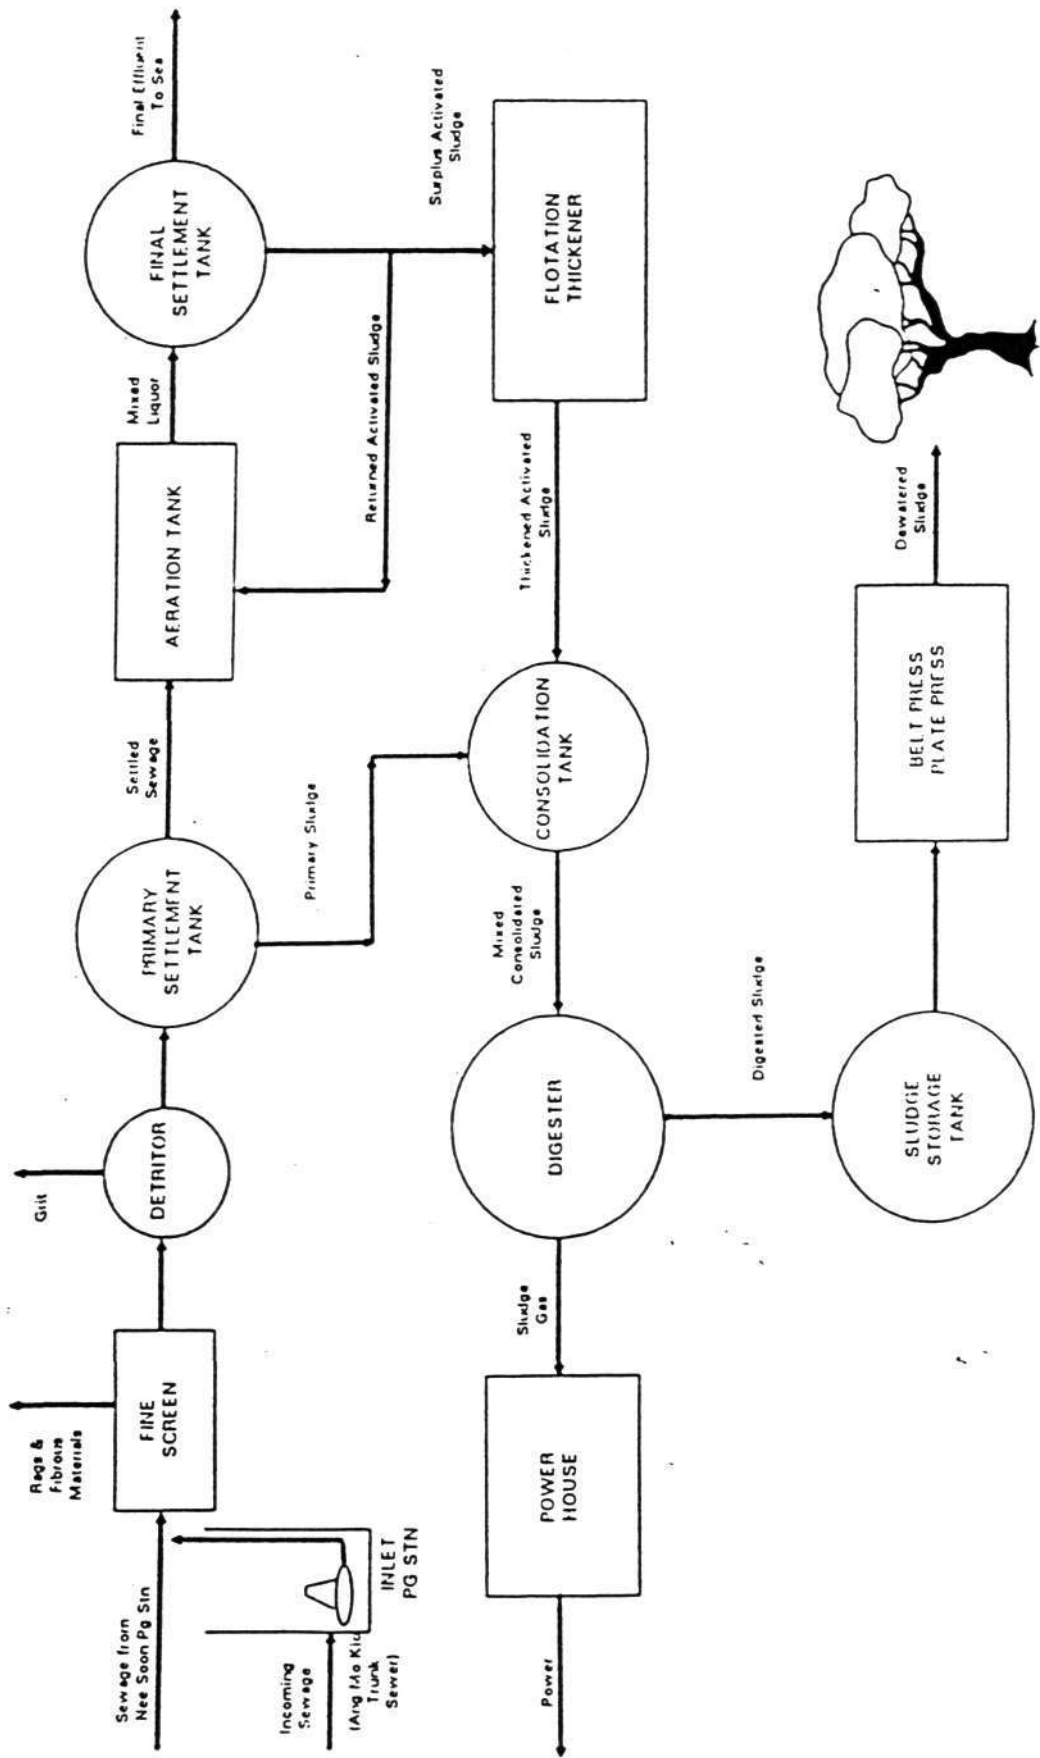 Sewage from
Nee Soon Pg Stn
Incoming
Sewage
(Ang Mo Kio
Trunk
Sewer)
INLET
PG STN
Rags &
Fibrous
Materials
FINE
SCREEN
Grit
DETRITOR
PRIMARY
SETTLEMENT
TANK
Settled
Sewage
AERATION TANK
Mixed
Liquor
FINAL
SETTLEMENT
TANK
Final Effluent
To Sea
Primary Sludge
Returned Activated Sludge
Surplus Activated
Sludge
FLOTATION
THICKENER
Thickened Activated
Sludge
CONSOLIDATION
TANK
Mixed
Consolidated
Sludge
DIGESTER
Sludge
Gas
POWER
HOUSE
Power
Digested Sludge
SLUDGE
STORAGE
TANK
BELT PRESS
PLATE PRESS
Dewatered
Sludge